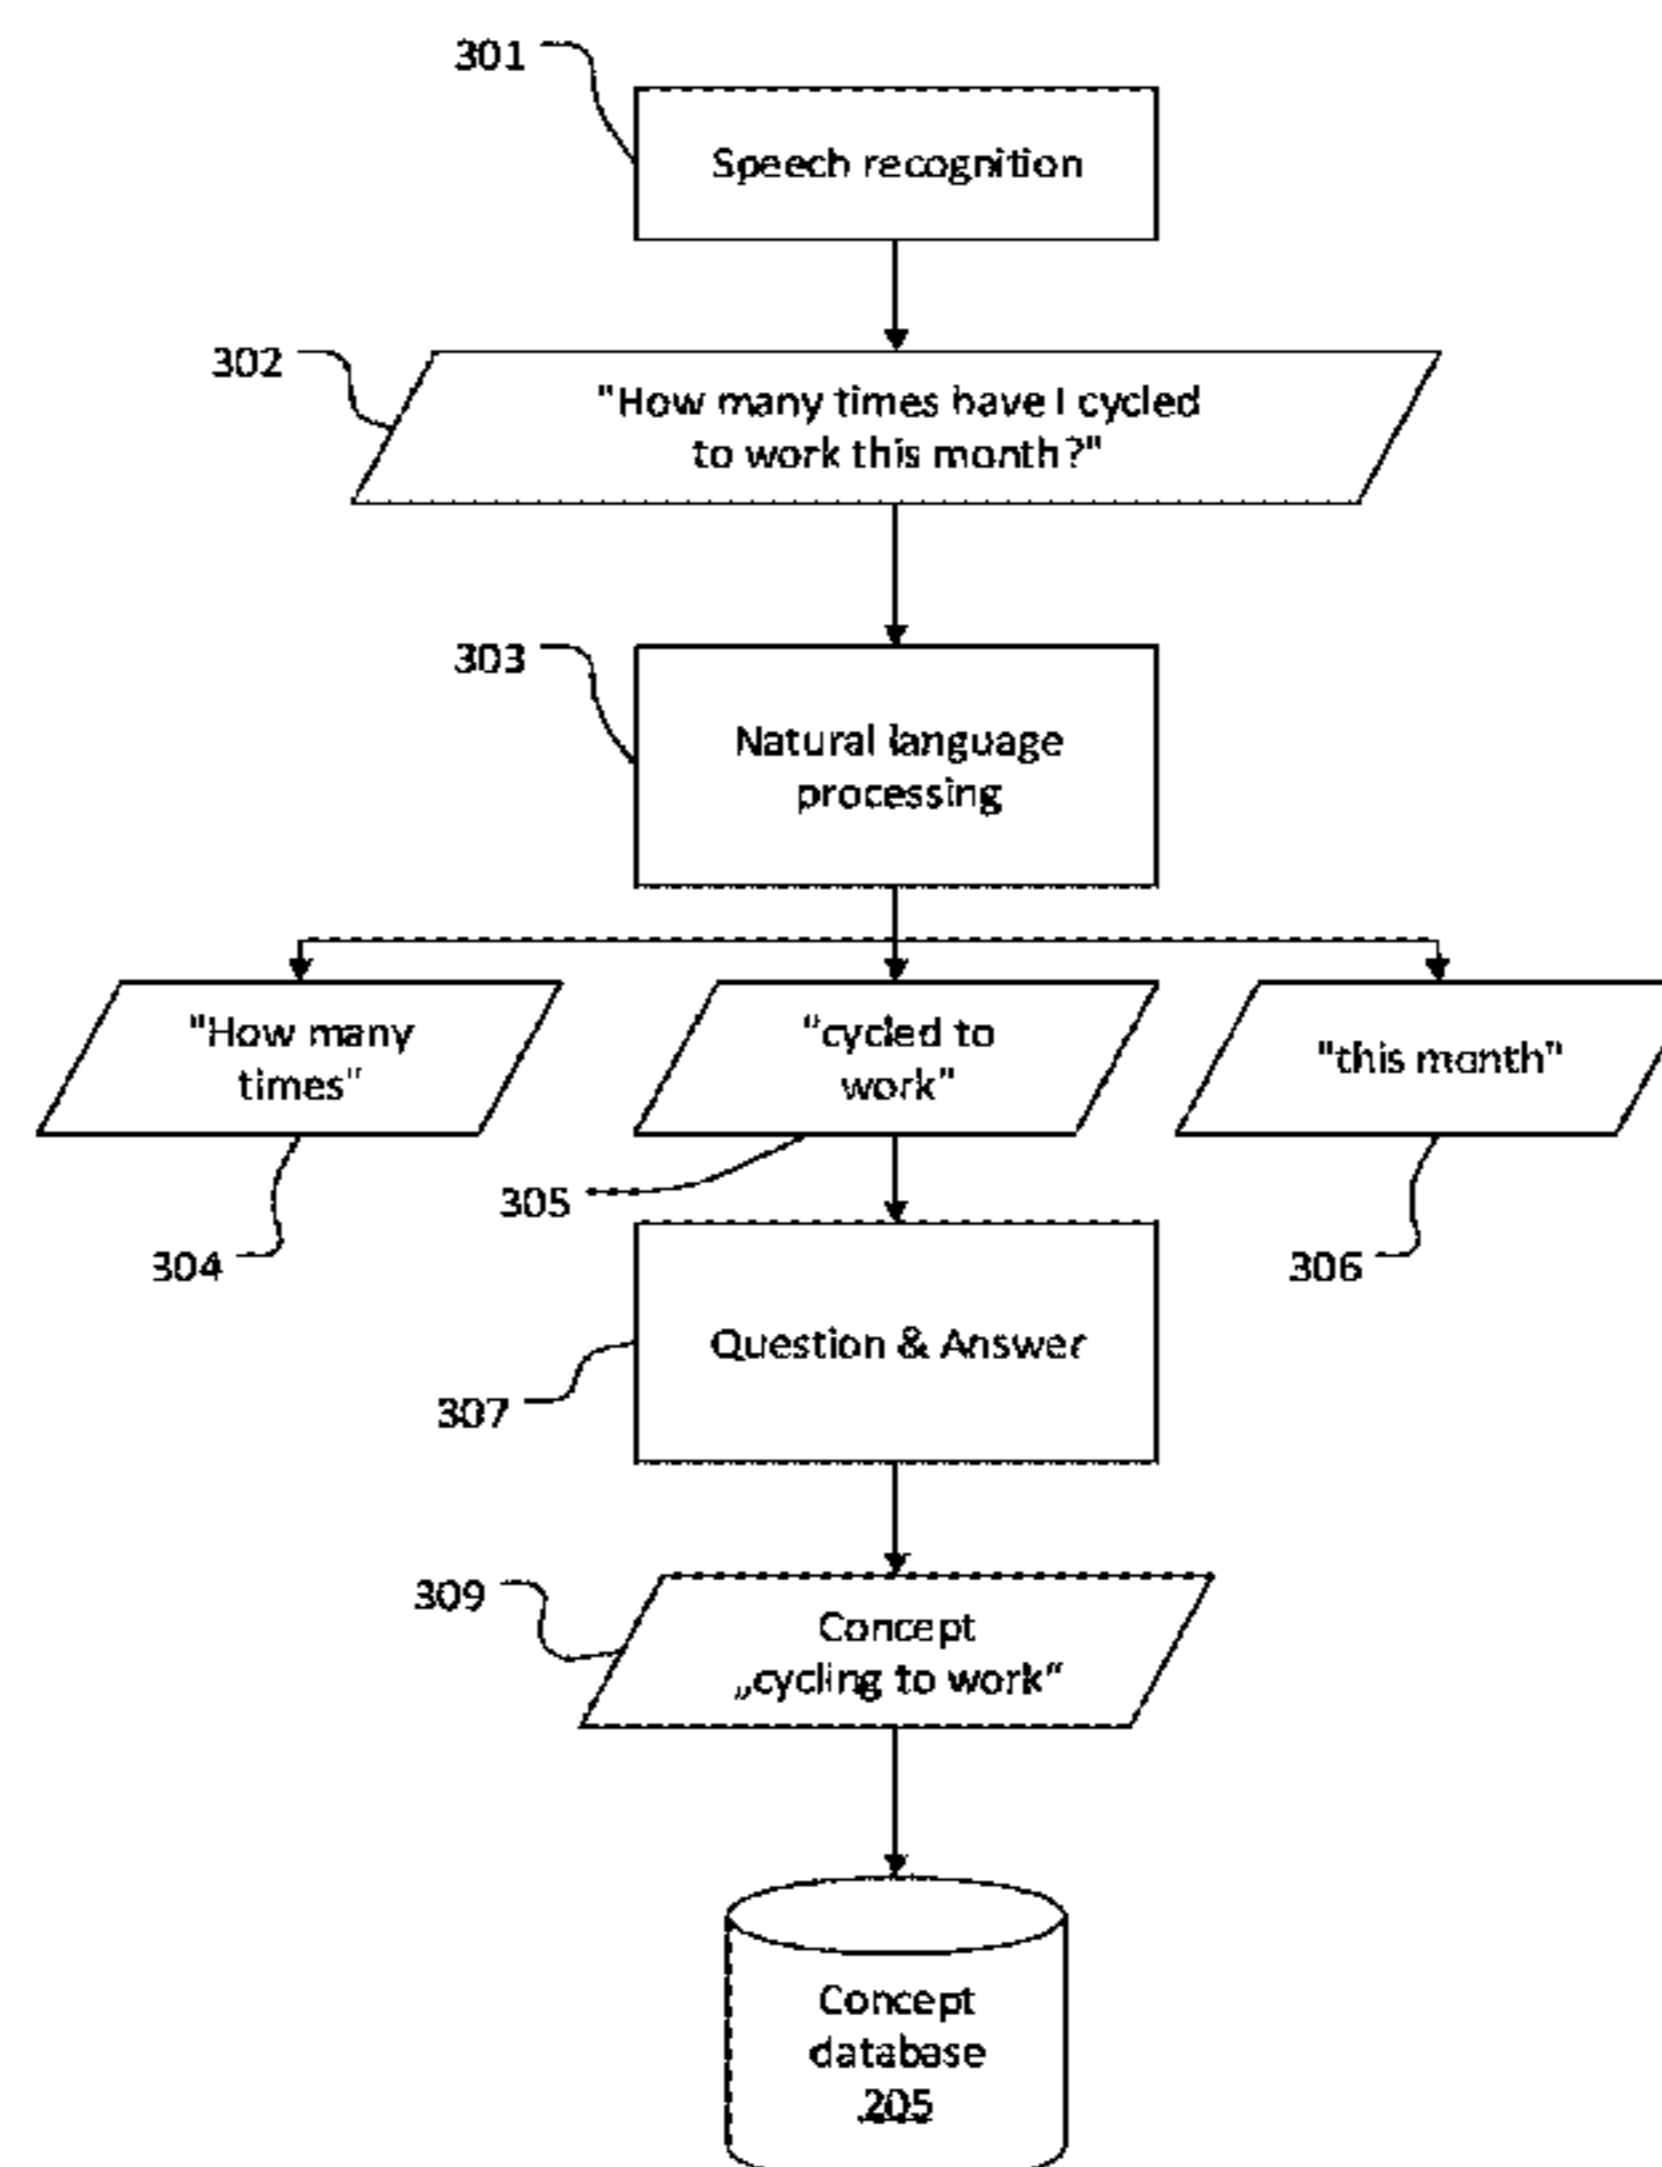 301
Speech recognition
302
"How many times have I cycled
to work this month?"
303
Natural language
processing
"How many
times"
"cycled to
work"
"this month"
305
304
306
Question & Answer
307
309
Concept
„cycling to work“
Concept
database
205